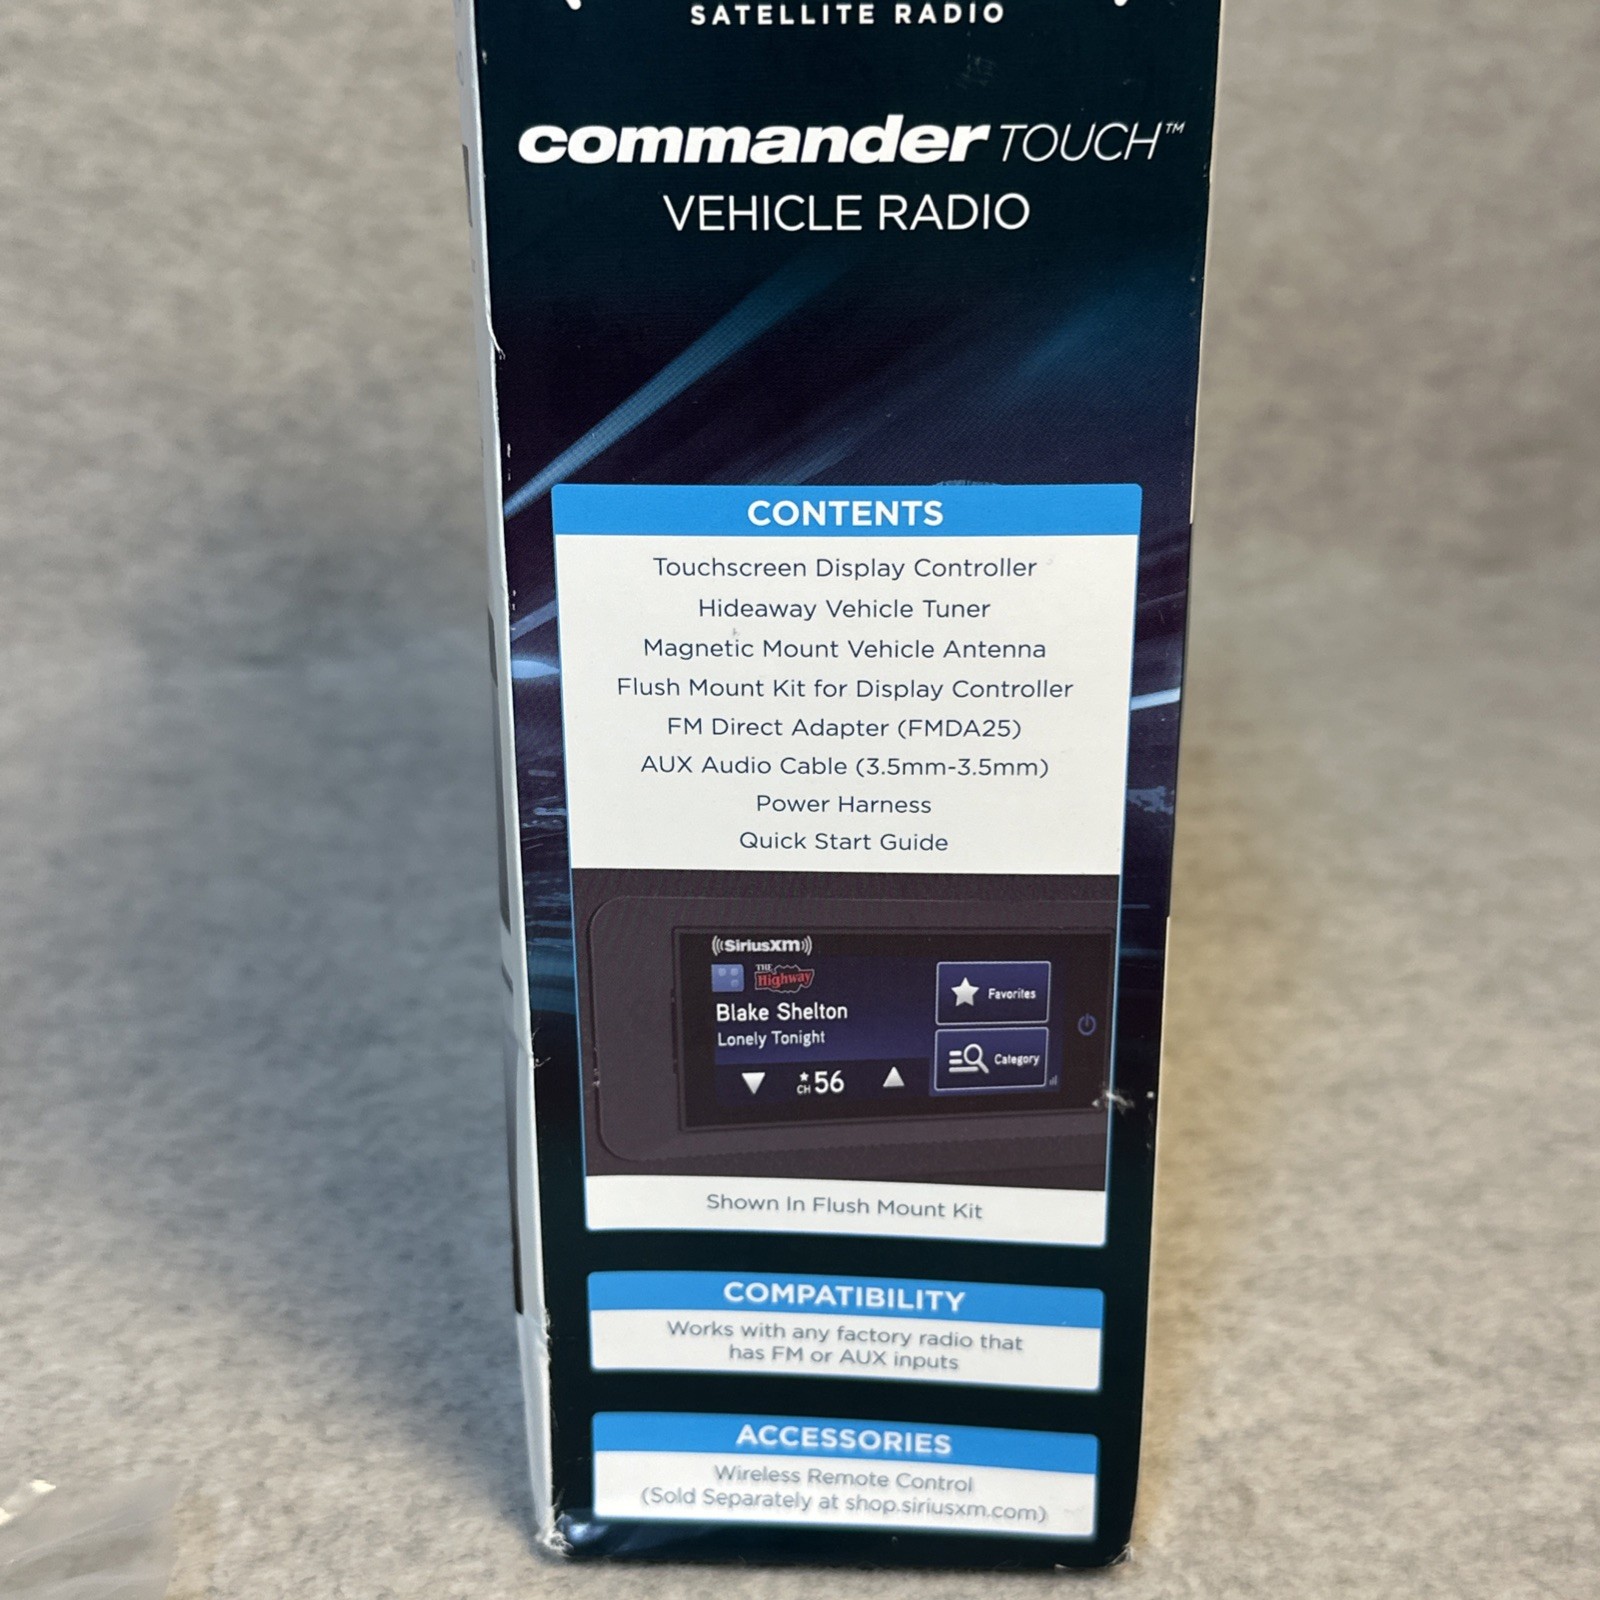 SATELLITE RADIO
commander TOUCH™
VEHICLE RADIO
CONTENTS
Touchscreen Display Controller
Hideaway Vehicle Tuner
Magnetic Mount Vehicle Antenna
Flush Mount Kit for Display Controller
FM Direct Adapter (FMDA25)
AUX Audio Cable (3.5mm-3.5mm)
Power Harness
Quick Start Guide
((SiriusXM))
THE
Highway
Favorites
Blake Shelton
Lonely Tonight
Category
CH 56
Shown In Flush Mount Kit
COMPATIBILITY
Works with any factory radio that
has FM or AUX inputs
ACCESSORIES
Wireless Remote Control
(Sold Separately at shop.siriusxm.com)